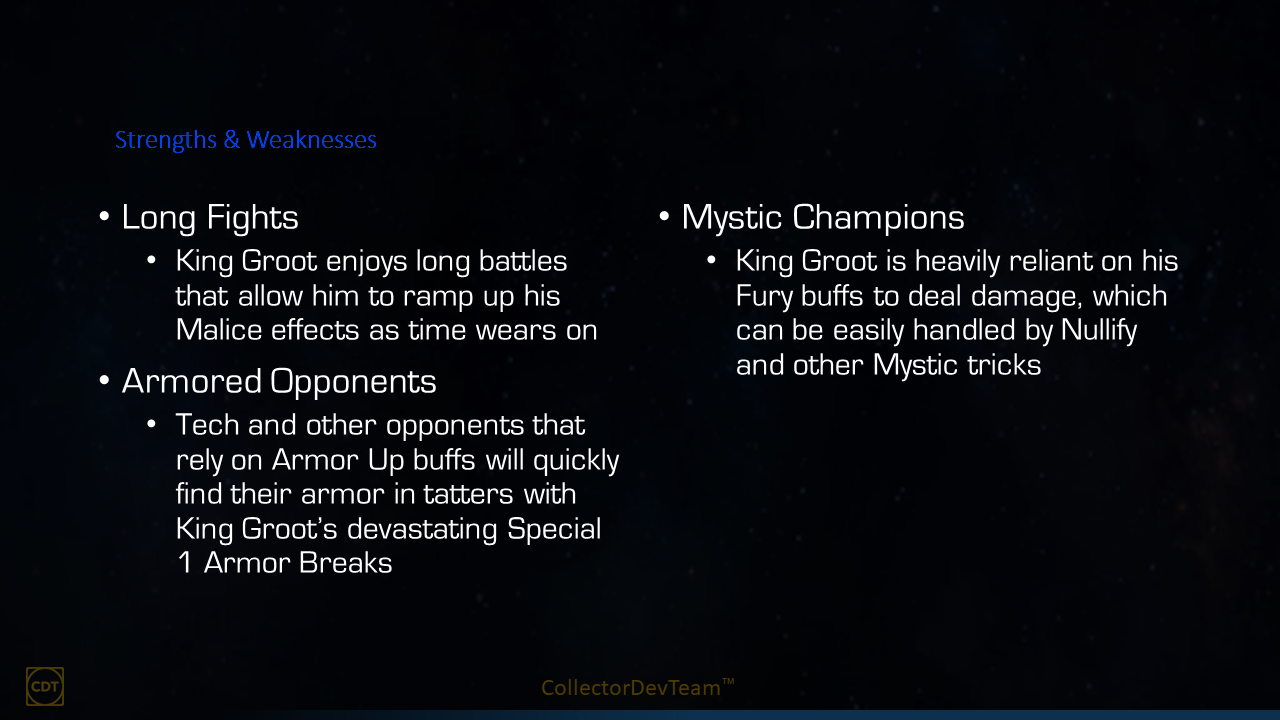 Strengths & Weaknesses
• Long Fights
• King Groot enjoys long battles
that allow him to ramp up his
Malice effects as time wears on
• Armored Opponents
• Tech and other opponents that
rely on Armor Up buffs will quickly
find their armor in tatters with
King Groot’s devastating Special
1 Armor Breaks
• Mystic Champions
• King Groot is heavily reliant on his
Fury buffs to deal damage, which
can be easily handled by Nullify
and other Mystic tricks
CDT
CollectorDevTeam™